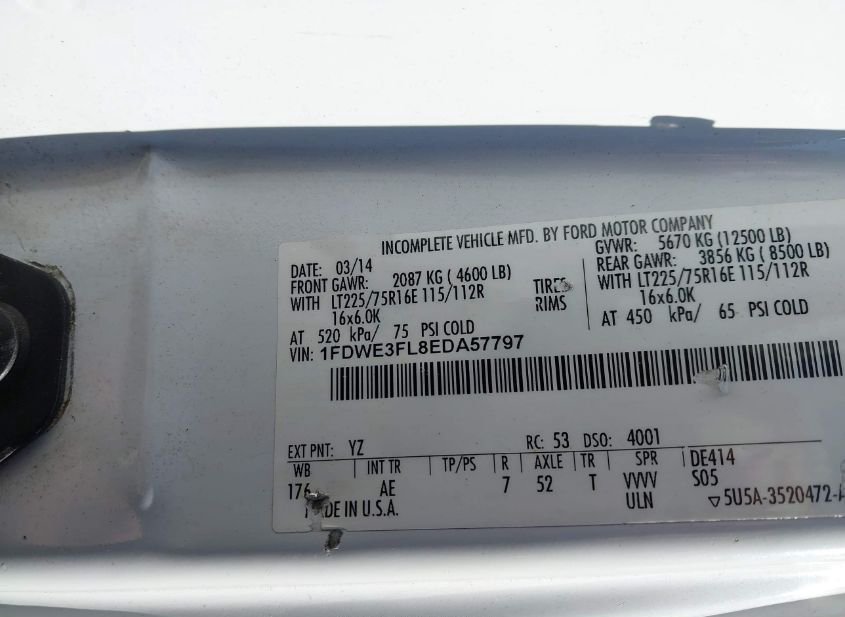 INCOMPLETE VEHICLE MFD. BY FORD MOTOR COMPANY
DATE: 03/14
FRONT GAWR: 2087 KG ( 4600 LB)
WITH LT225/75R16E 115/112R
16x6.0K
AT 520 kPa/ 75 PSI COLD
TIRES
RIMS
GVWR: 5670 KG (12500 LB)
REAR GAWR: 3856 KG ( 8500 LB)
WITH LT225/75R16E 115/112R
16x6.0K
AT 450 kPa/ 65 PSI COLD
VIN: 1FDWE3FL8EDA57797
EXT PNT: YZ RC: 53 DSO: 4001
WB INT TR TP/PS R AXLE TR SPR DE414
176 AE 7 52 T VVVV S05
DE IN U.S.A. ULN ▽5U5A-3520472-